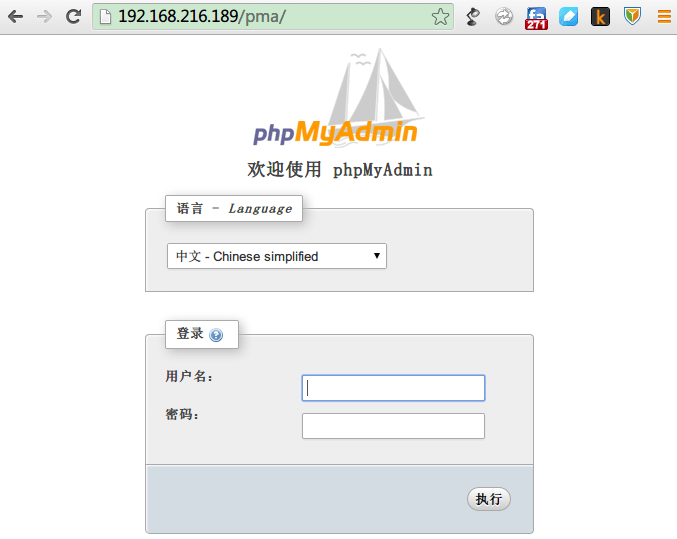 192.168.216.189/pma/
271
k
phpMyAdmin
欢迎使用 phpMyAdmin
语言 - Language
中文 - Chinese simplified
登录
用户名：
密码：
执行